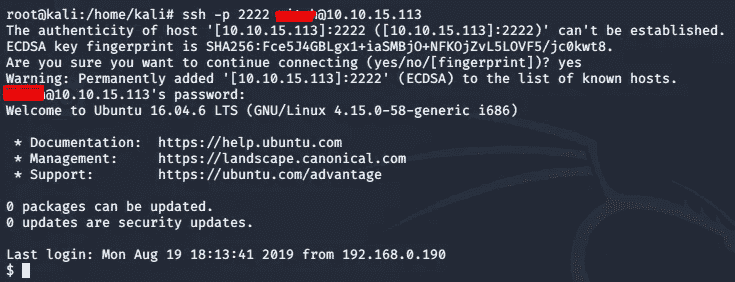 root@kali:/home/kali# ssh -p 2222 @10.10.15.113
The authenticity of host '[10.10.15.113]:2222 ([10.10.15.113]:2222)' can't be established.
ECDSA key fingerprint is SHA256:Fce5J4GBLgx1+iaSMBjO+NFKOjZvL5LOVF5/jc0kwt8.
Are you sure you want to continue connecting (yes/no/[fingerprint])? yes
Warning: Permanently added '[10.10.15.113]:2222' (ECDSA) to the list of known hosts.
@10.10.15.113's password:
Welcome to Ubuntu 16.04.6 LTS (GNU/Linux 4.15.0-58-generic i686)
* Documentation:  https://help.ubuntu.com
* Management:     https://landscape.canonical.com
* Support:        https://ubuntu.com/advantage
0 packages can be updated.
0 updates are security updates.
Last login: Mon Aug 19 18:13:41 2019 from 192.168.0.190
$